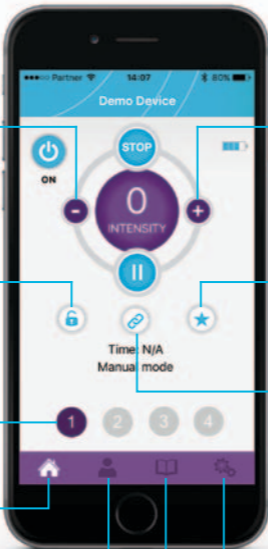 Partner 14:07 80%
Demo Device
STOP
ON
- 0 +
INTENSITY
Time: N/A
Manual mode
1 2 3 4